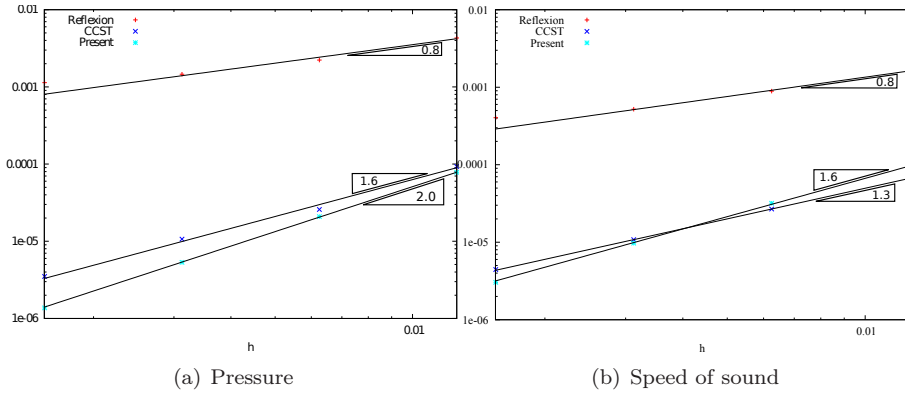 0.01
0.001
0.0001
1e-05
1e-06
Reflexion
CCST
Present
0.8
1.6
2.0
0.01
h
(a) Pressure
0.01
0.001
0.0001
1e-05
1e-06
Reflexion
CCST
Present
0.8
1.6
1.3
0.01
h
(b) Speed of sound